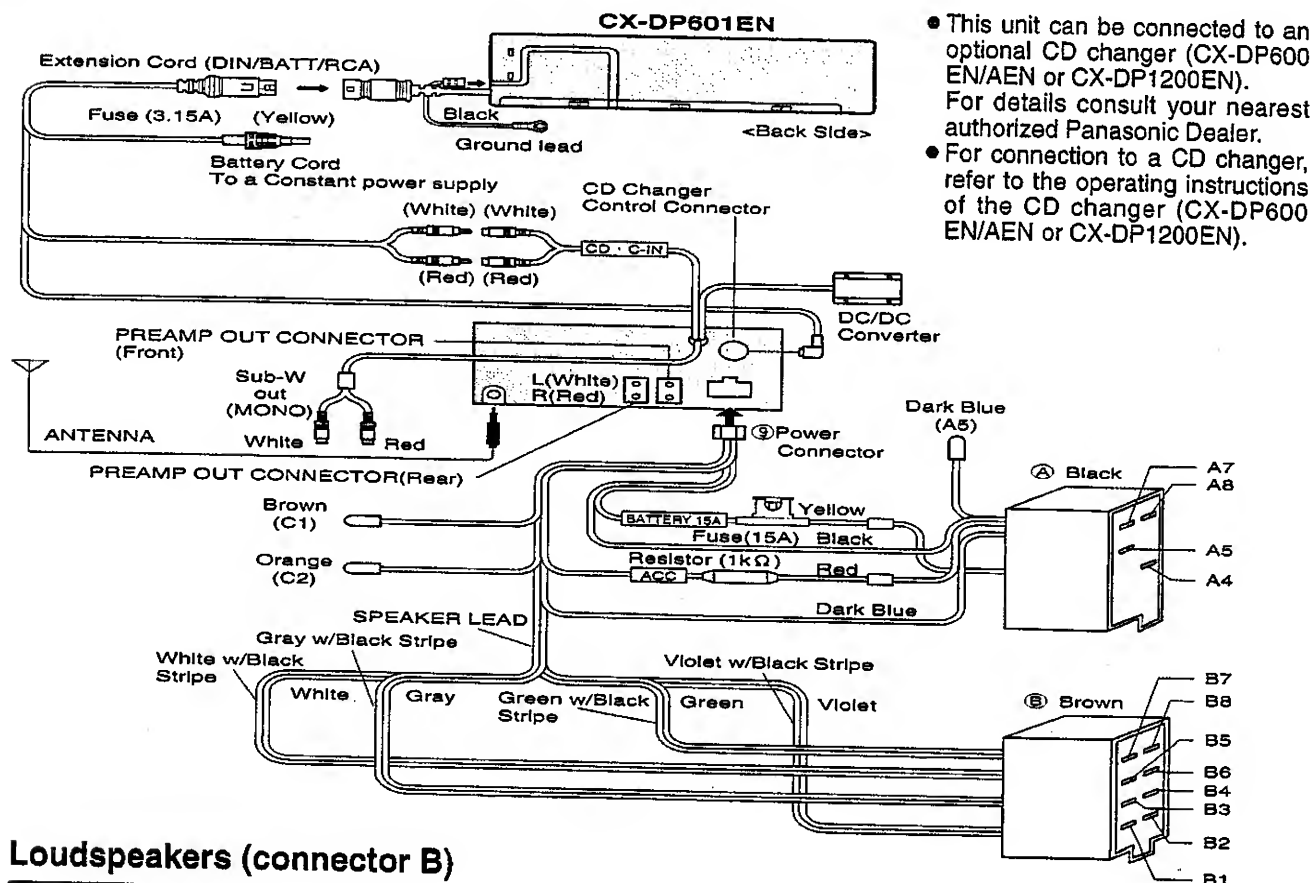 CX-DP601EN
Extension Cord (DIN/BATT/RCA)
Fuse (3.15A)
(Yellow)
Black
<Back Side>
Ground lead
Battery Cord
To a Constant power supply
CD Changer
Control Connector
(White) (White)
CD · C-IN
(Red) (Red)
DC/DC
Converter
PREAMP OUT CONNECTOR
(Front)
Sub-W
out
(MONO)
L(White)
R(Red)
White
Red
ANTENNA
PREAMP OUT CONNECTOR(Rear)
⑨Power
Connector
Dark Blue
(A5)
Ⓐ Black
A7
A8
A5
A4
Brown
(C1)
BATTERY 15A
Yellow
Fuse(15A)
Black
Orange
(C2)
Resistor (1kΩ)
ACC
Red
Dark Blue
SPEAKER LEAD
Gray w/Black Stripe
White w/Black
Stripe
Violet w/Black Stripe
White
Gray
Green w/Black
Stripe
Green
Violet
Ⓑ Brown
B7
B8
B5
B6
B4
B3
B2
B1
● This unit can be connected to an
optional CD changer (CX-DP600
EN/AEN or CX-DP1200EN).
For details consult your nearest
authorized Panasonic Dealer.
● For connection to a CD changer,
refer to the operating instructions
of the CD changer (CX-DP600
EN/AEN or CX-DP1200EN).
Loudspeakers (connector B)